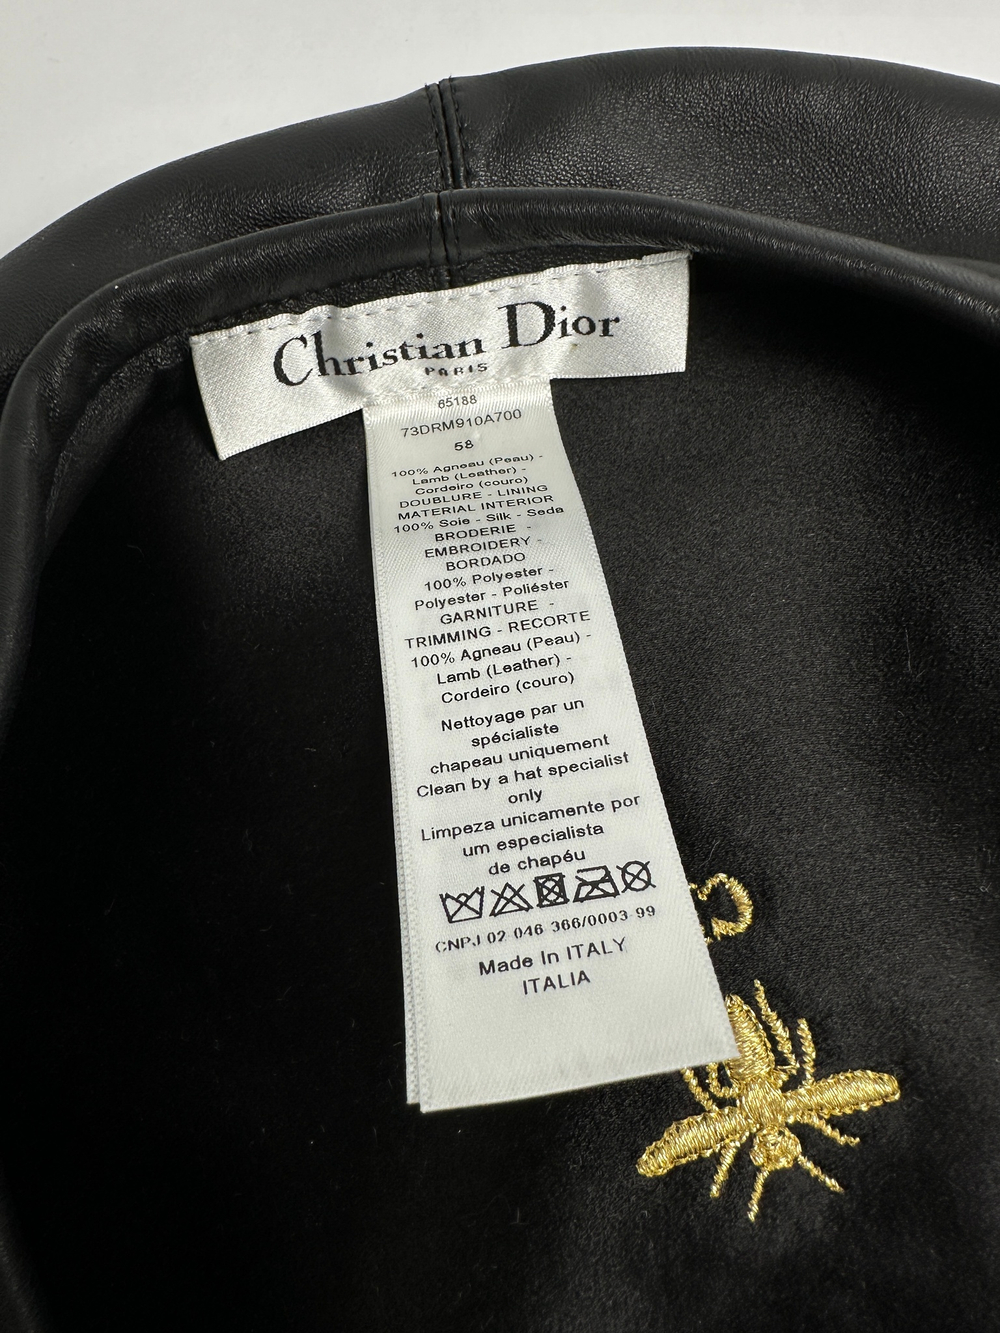 Christian Dior
PARIS
65188
73DRM910A700
58
100% Agneau (Peau) -
Lamb (Leather) -
Cordeiro (couro)
DOUBLURE - LINING
MATERIAL INTERIOR
100% Soie - Silk - Seda
BRODERIE -
EMBROIDERY -
BORDADO
100% Polyester -
Polyester - Poliéster
GARNITURE -
TRIMMING - RECORTE
100% Agneau (Peau) -
Lamb (Leather) -
Cordeiro (couro)
Nettoyage par un
spécialiste
chapeau uniquement
Clean by a hat specialist
only
Limpeza unicamente por
um especialista
de chapéu
CNPJ 02 046 366/0003-99
Made In ITALY
ITALIA